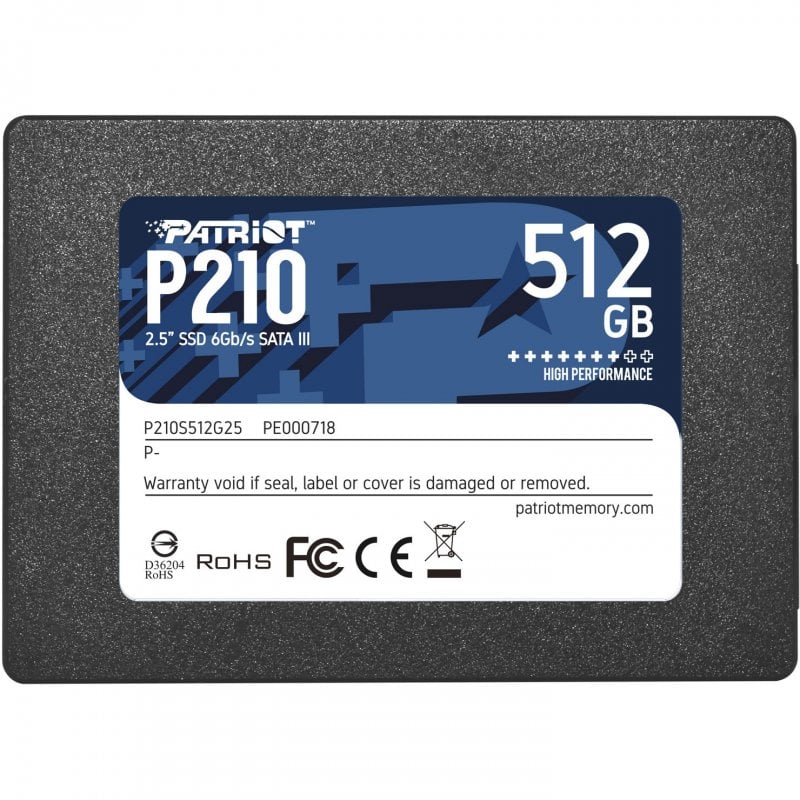 PATRIOT™
P210
2.5" SSD 6Gb/s SATA III
512
GB
HIGH PERFORMANCE
P210S512G25 PE000718
P-
Warranty void if seal, label or cover is damaged or removed.
patriotmemory.com
D36204
RoHS
RoHS
FC CE